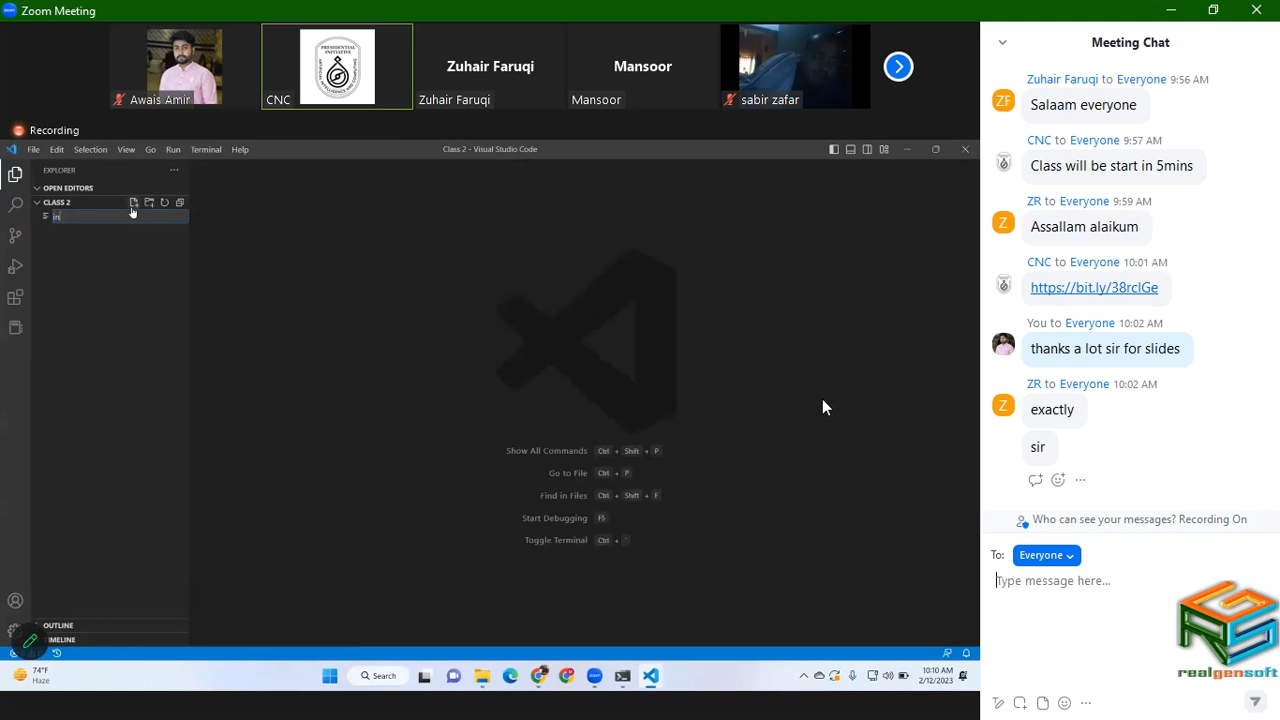 Zoom Meeting
PRESIDENTIAL
INITIATIVE
Awais Amir
CNC
Zuhair Faruqi
Zuhair Faruqi
Mansoor
Mansoor
sabir zafar
Recording
File Edit Selection View Go Run Terminal Help
Class 2 - Visual Studio Code
EXPLORER
OPEN EDITORS
CLASS 2
in
Show All Commands Ctrl + Shift + P
Go to File Ctrl + P
Find in Files Ctrl + Shift + F
Start Debugging F5
Toggle Terminal Ctrl + `
OUTLINE
TIMELINE
74°F
Haze
Search
10:10 AM
2/12/2023
Meeting Chat
Zuhair Faruqi to Everyone 9:56 AM
ZF
Salaam everyone
CNC to Everyone 9:57 AM
Class will be start in 5mins
ZR to Everyone 9:59 AM
Z
Assallam alaikum
CNC to Everyone 10:01 AM
https://bit.ly/38rclGe
You to Everyone 10:02 AM
thanks a lot sir for slides
ZR to Everyone 10:02 AM
Z
exactly
sir
Who can see your messages? Recording On
To: Everyone
Type message here...
realgensoft